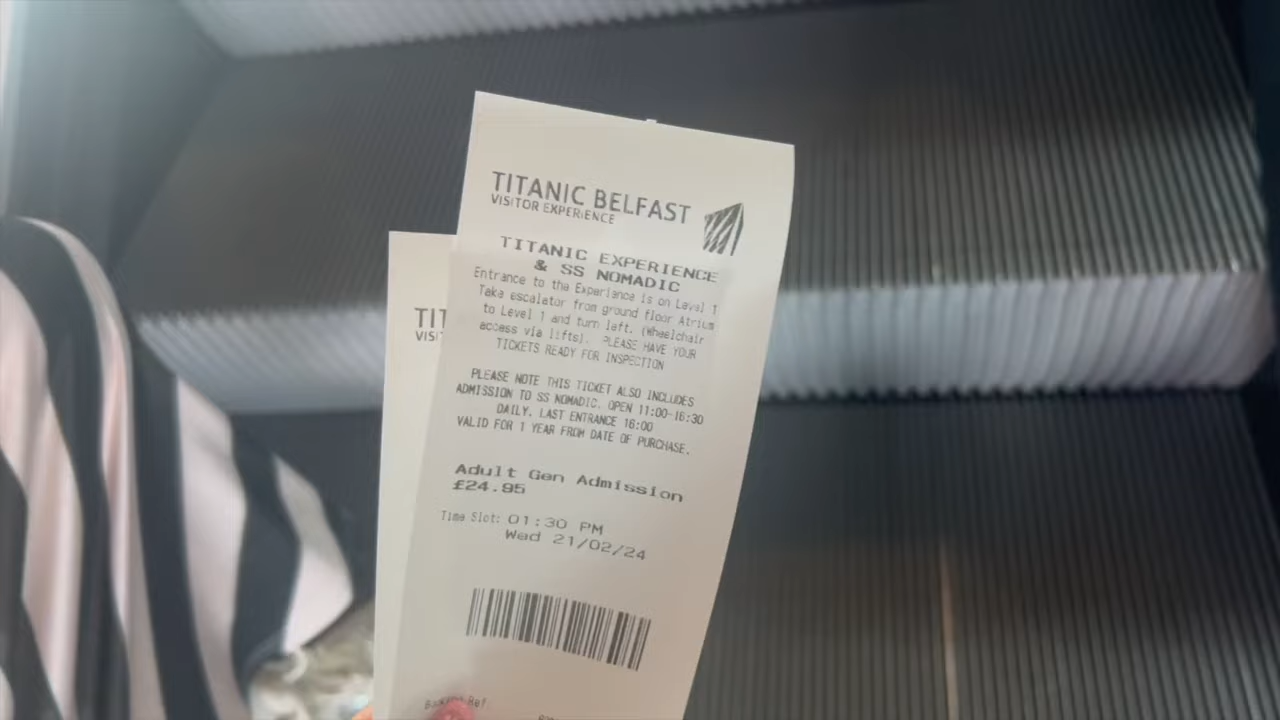 TITANIC BELFAST
VISITOR EXPERIENCE
TITANIC EXPERIENCE
& SS NOMADIC
Entrance to the Experience is on Level 1
Take escalator from ground floor Atrium
to Level 1 and turn left. (Wheelchair
access via lifts). PLEASE HAVE YOUR
TICKETS READY FOR INSPECTION
PLEASE NOTE THIS TICKET ALSO INCLUDES
ADMISSION TO SS NOMADIC. OPEN 11:00-16:30
DAILY. LAST ENTRANCE 16:00
VALID FOR 1 YEAR FROM DATE OF PURCHASE.
Adult Gen Admission
£24.95
Time Slot: 01:30 PM
Wed 21/02/24
Booking Ref
TIT
VISI